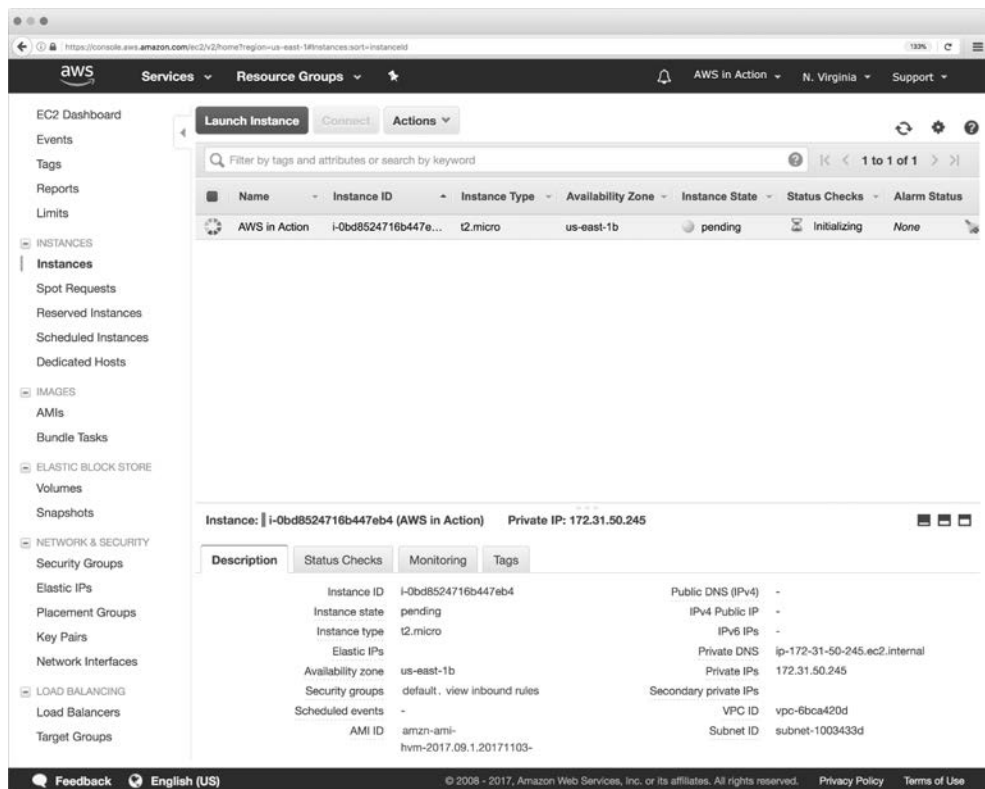 https://console.aws.amazon.com/ec2/v2/home?region=us-east-1#Instances:sort=instanceId
133%
aws Services Resource Groups AWS in Action N. Virginia Support
EC2 Dashboard
Events
Tags
Reports
Limits
INSTANCES
Instances
Spot Requests
Reserved Instances
Scheduled Instances
Dedicated Hosts
IMAGES
AMIs
Bundle Tasks
ELASTIC BLOCK STORE
Volumes
Snapshots
NETWORK & SECURITY
Security Groups
Elastic IPs
Placement Groups
Key Pairs
Network Interfaces
LOAD BALANCING
Load Balancers
Target Groups
Launch Instance Connect Actions
Filter by tags and attributes or search by keyword 1 to 1 of 1
Name Instance ID Instance Type Availability Zone Instance State Status Checks Alarm Status
AWS in Action i-0bd8524716b447e... t2.micro us-east-1b pending Initializing None
Instance: i-0bd8524716b447eb4 (AWS in Action) Private IP: 172.31.50.245
Description Status Checks Monitoring Tags
Instance ID i-0bd8524716b447eb4 Public DNS (IPv4) -
Instance state pending IPv4 Public IP -
Instance type t2.micro IPv6 IPs -
Elastic IPs Private DNS ip-172-31-50-245.ec2.internal
Availability zone us-east-1b Private IPs 172.31.50.245
Security groups default. view inbound rules Secondary private IPs
Scheduled events - VPC ID vpc-6bca420d
AMI ID amzn-ami- Subnet ID subnet-1003433d
hvm-2017.09.1.20171103-
Feedback English (US) © 2008 - 2017, Amazon Web Services, Inc. or its affiliates. All rights reserved. Privacy Policy Terms of Use